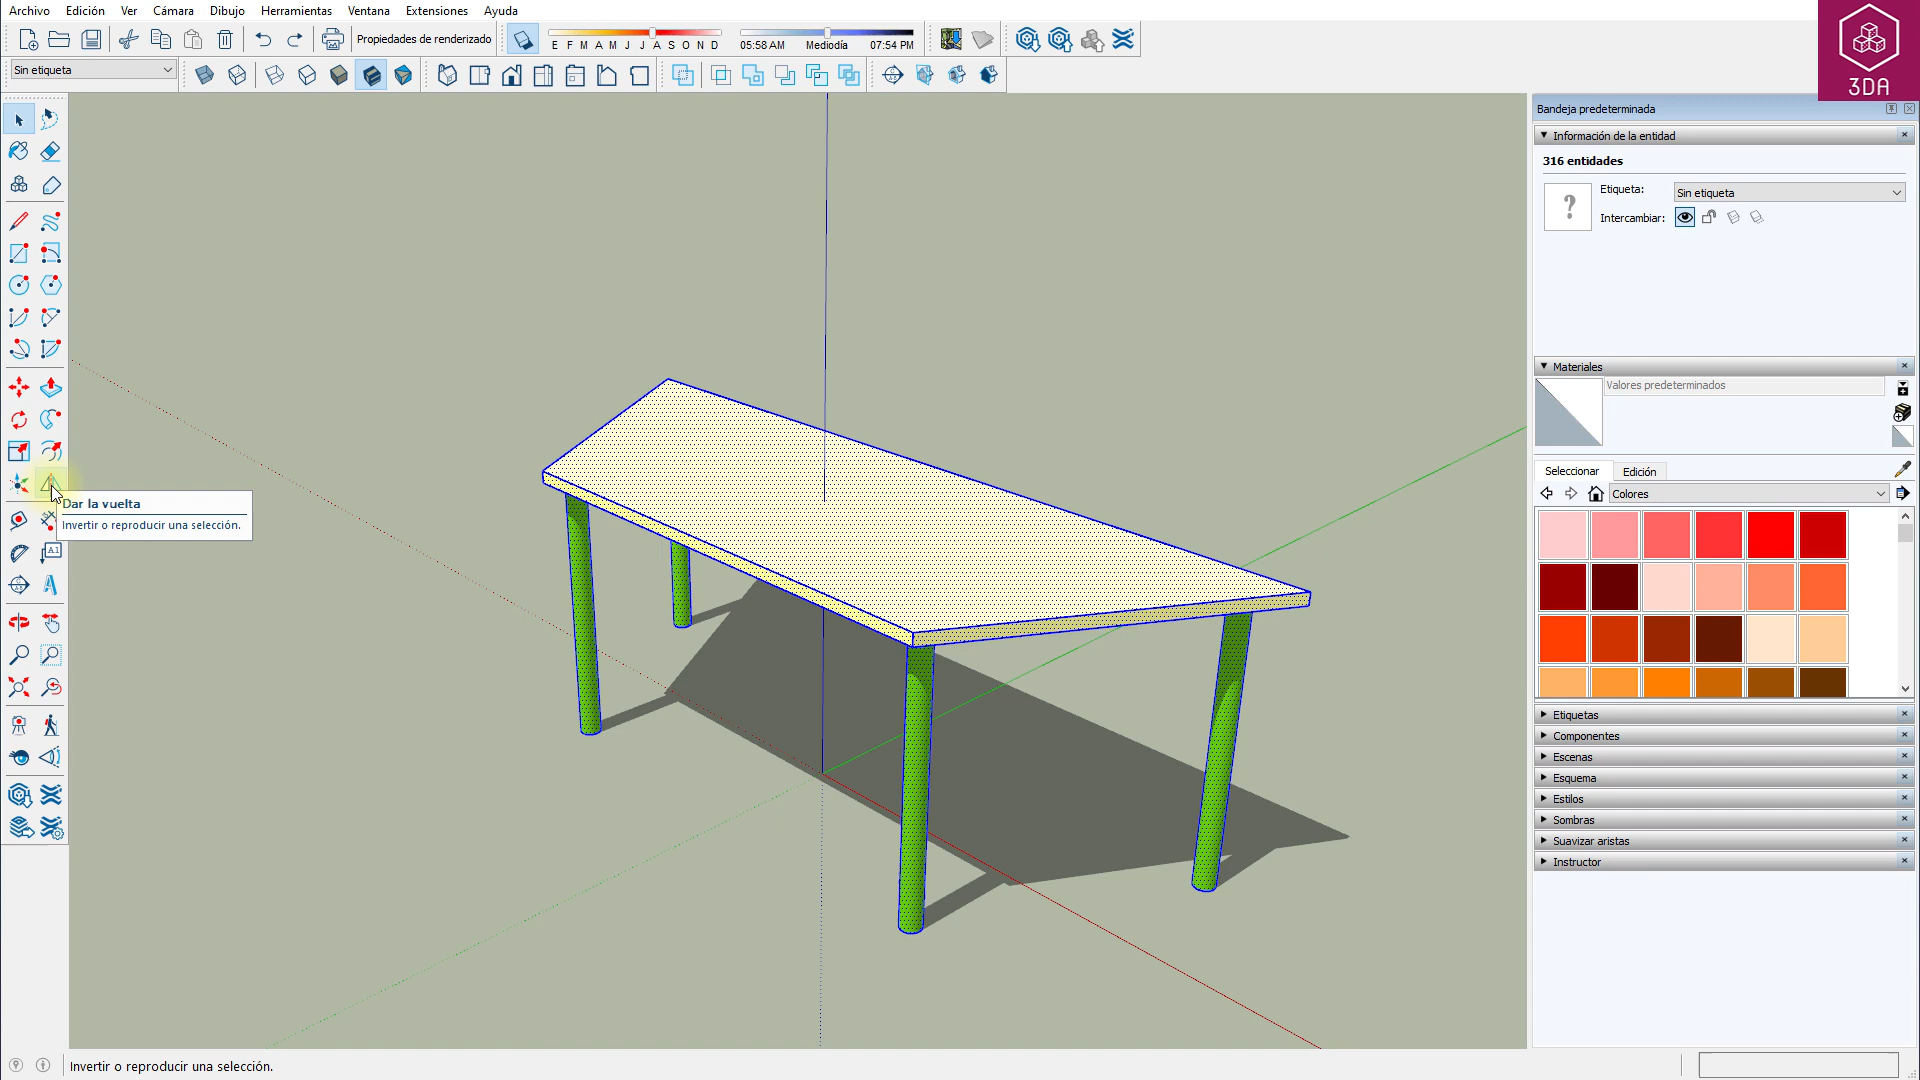 Archivo Edición Ver Cámara Dibujo Herramientas Ventana Extensiones Ayuda
Propiedades de renderizado
E F M A M J J A S O N D
05:58 AM Mediodía 07:54 PM
3DA
Sin etiqueta
Bandeja predeterminada
Información de la entidad
316 entidades
?
Etiqueta: Sin etiqueta
Intercambiar:
Materiales
Valores predeterminados
Seleccionar Edición
Colores
Dar la vuelta
Invertir o reproducir una selección.
A1
Etiquetas
Componentes
Escenas
Esquema
Estilos
Sombras
Suavizar aristas
Instructor
Invertir o reproducir una selección.